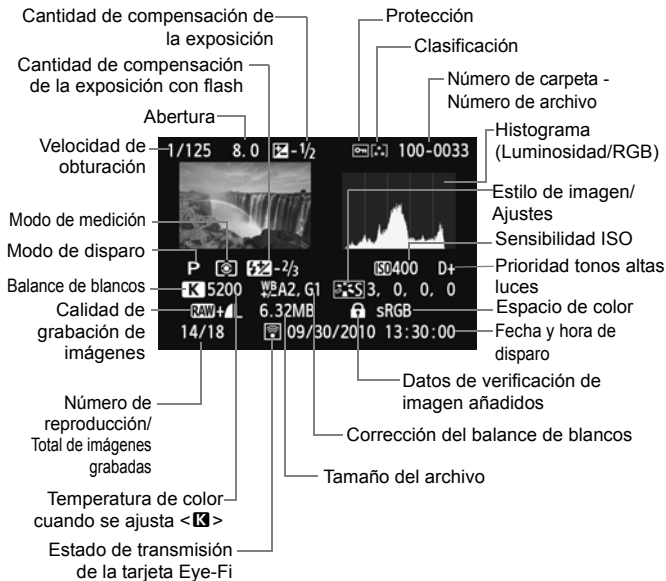 Cantidad de compensación de
la exposición
Protección
Clasificación
Cantidad de compensación
de la exposición con flash
Número de carpeta -
Número de archivo
Abertura
Histograma
(Luminosidad/RGB)
Velocidad de
obturación
1/125 8.0 -1/2 100-0033
Estilo de imagen/
Ajustes
Modo de medición
Sensibilidad ISO
Modo de disparo
P -2/3 ISO400 D+
Prioridad tonos altas
luces
Balance de blancos
K 5200 WB A2, G1 S 3, 0, 0, 0
Calidad de
grabación de
imágenes
RAW+L 6.32MB sRGB
Espacio de color
14/18 09/30/2010 13:30:00
Fecha y hora de
disparo
Datos de verificación de
imagen añadidos
Número de
reproducción/
Total de imágenes
grabadas
Corrección del balance de blancos
Tamaño del archivo
Temperatura de color
cuando se ajusta <K>
Estado de transmisión
de la tarjeta Eye-Fi